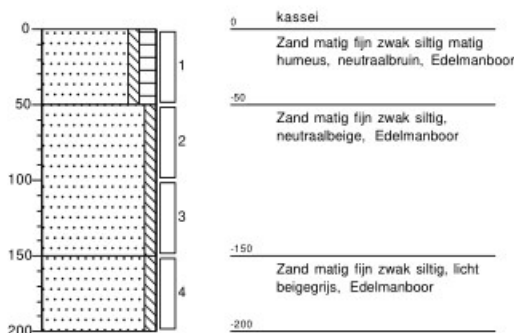 0
50
100
150
200
1
2
3
4
0
kassei
Zand matig fijn zwak siltig matig
humeus, neutraalbruin, Edelmanboor
-50
Zand matig fijn zwak siltig,
neutraalbeige, Edelmanboor
-150
Zand matig fijn zwak siltig, licht
beigegrijs, Edelmanboor
-200